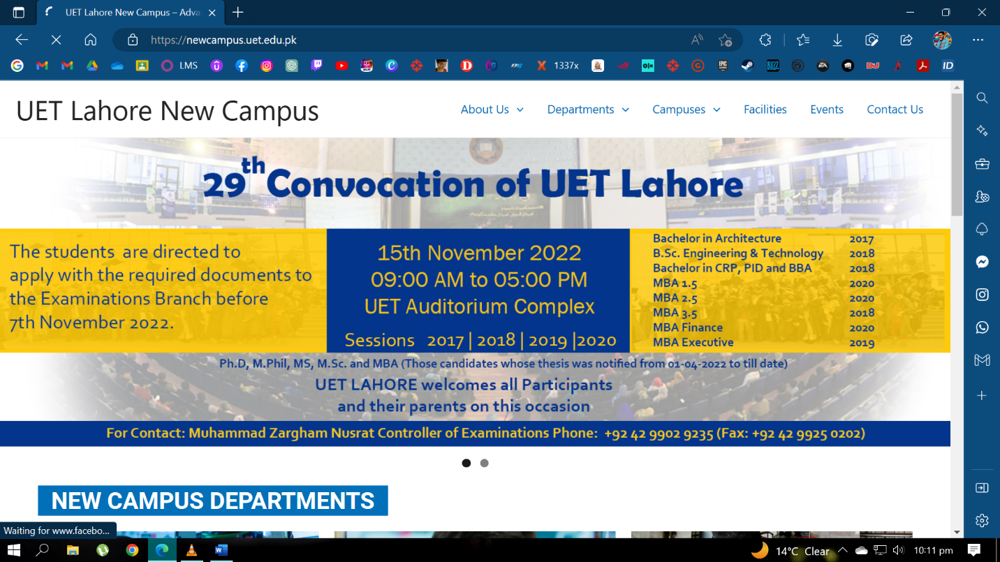 UET Lahore New Campus – Adva
https://newcampus.uet.edu.pk
LMS
1337x
OLX
EPIC
BLIZZ
EA
DJ
ID
UET Lahore New Campus
About Us
Departments
Campuses
Facilities
Events
Contact Us
29th Convocation of UET Lahore
The students are directed to
apply with the required documents to
the Examinations Branch before
7th November 2022.
15th November 2022
09:00 AM to 05:00 PM
UET Auditorium Complex
Sessions 2017 | 2018 | 2019 |2020
Bachelor in Architecture 2017
B.Sc. Engineering & Technology 2018
Bachelor in CRP, PID and BBA 2018
MBA 1.5 2020
MBA 2.5 2020
MBA 3.5 2018
MBA Finance 2020
MBA Executive 2019
Ph.D, M.Phil, MS, M.Sc. and MBA (Those candidates whose thesis was notified from 01-04-2022 to till date)
UET LAHORE welcomes all Participants
and their parents on this occasion
For Contact: Muhammad Zargham Nusrat Controller of Examinations Phone: +92 42 9902 9235 (Fax: +92 42 9925 0202)
NEW CAMPUS DEPARTMENTS
Waiting for www.facebo...
14°C Clear
10:11 pm